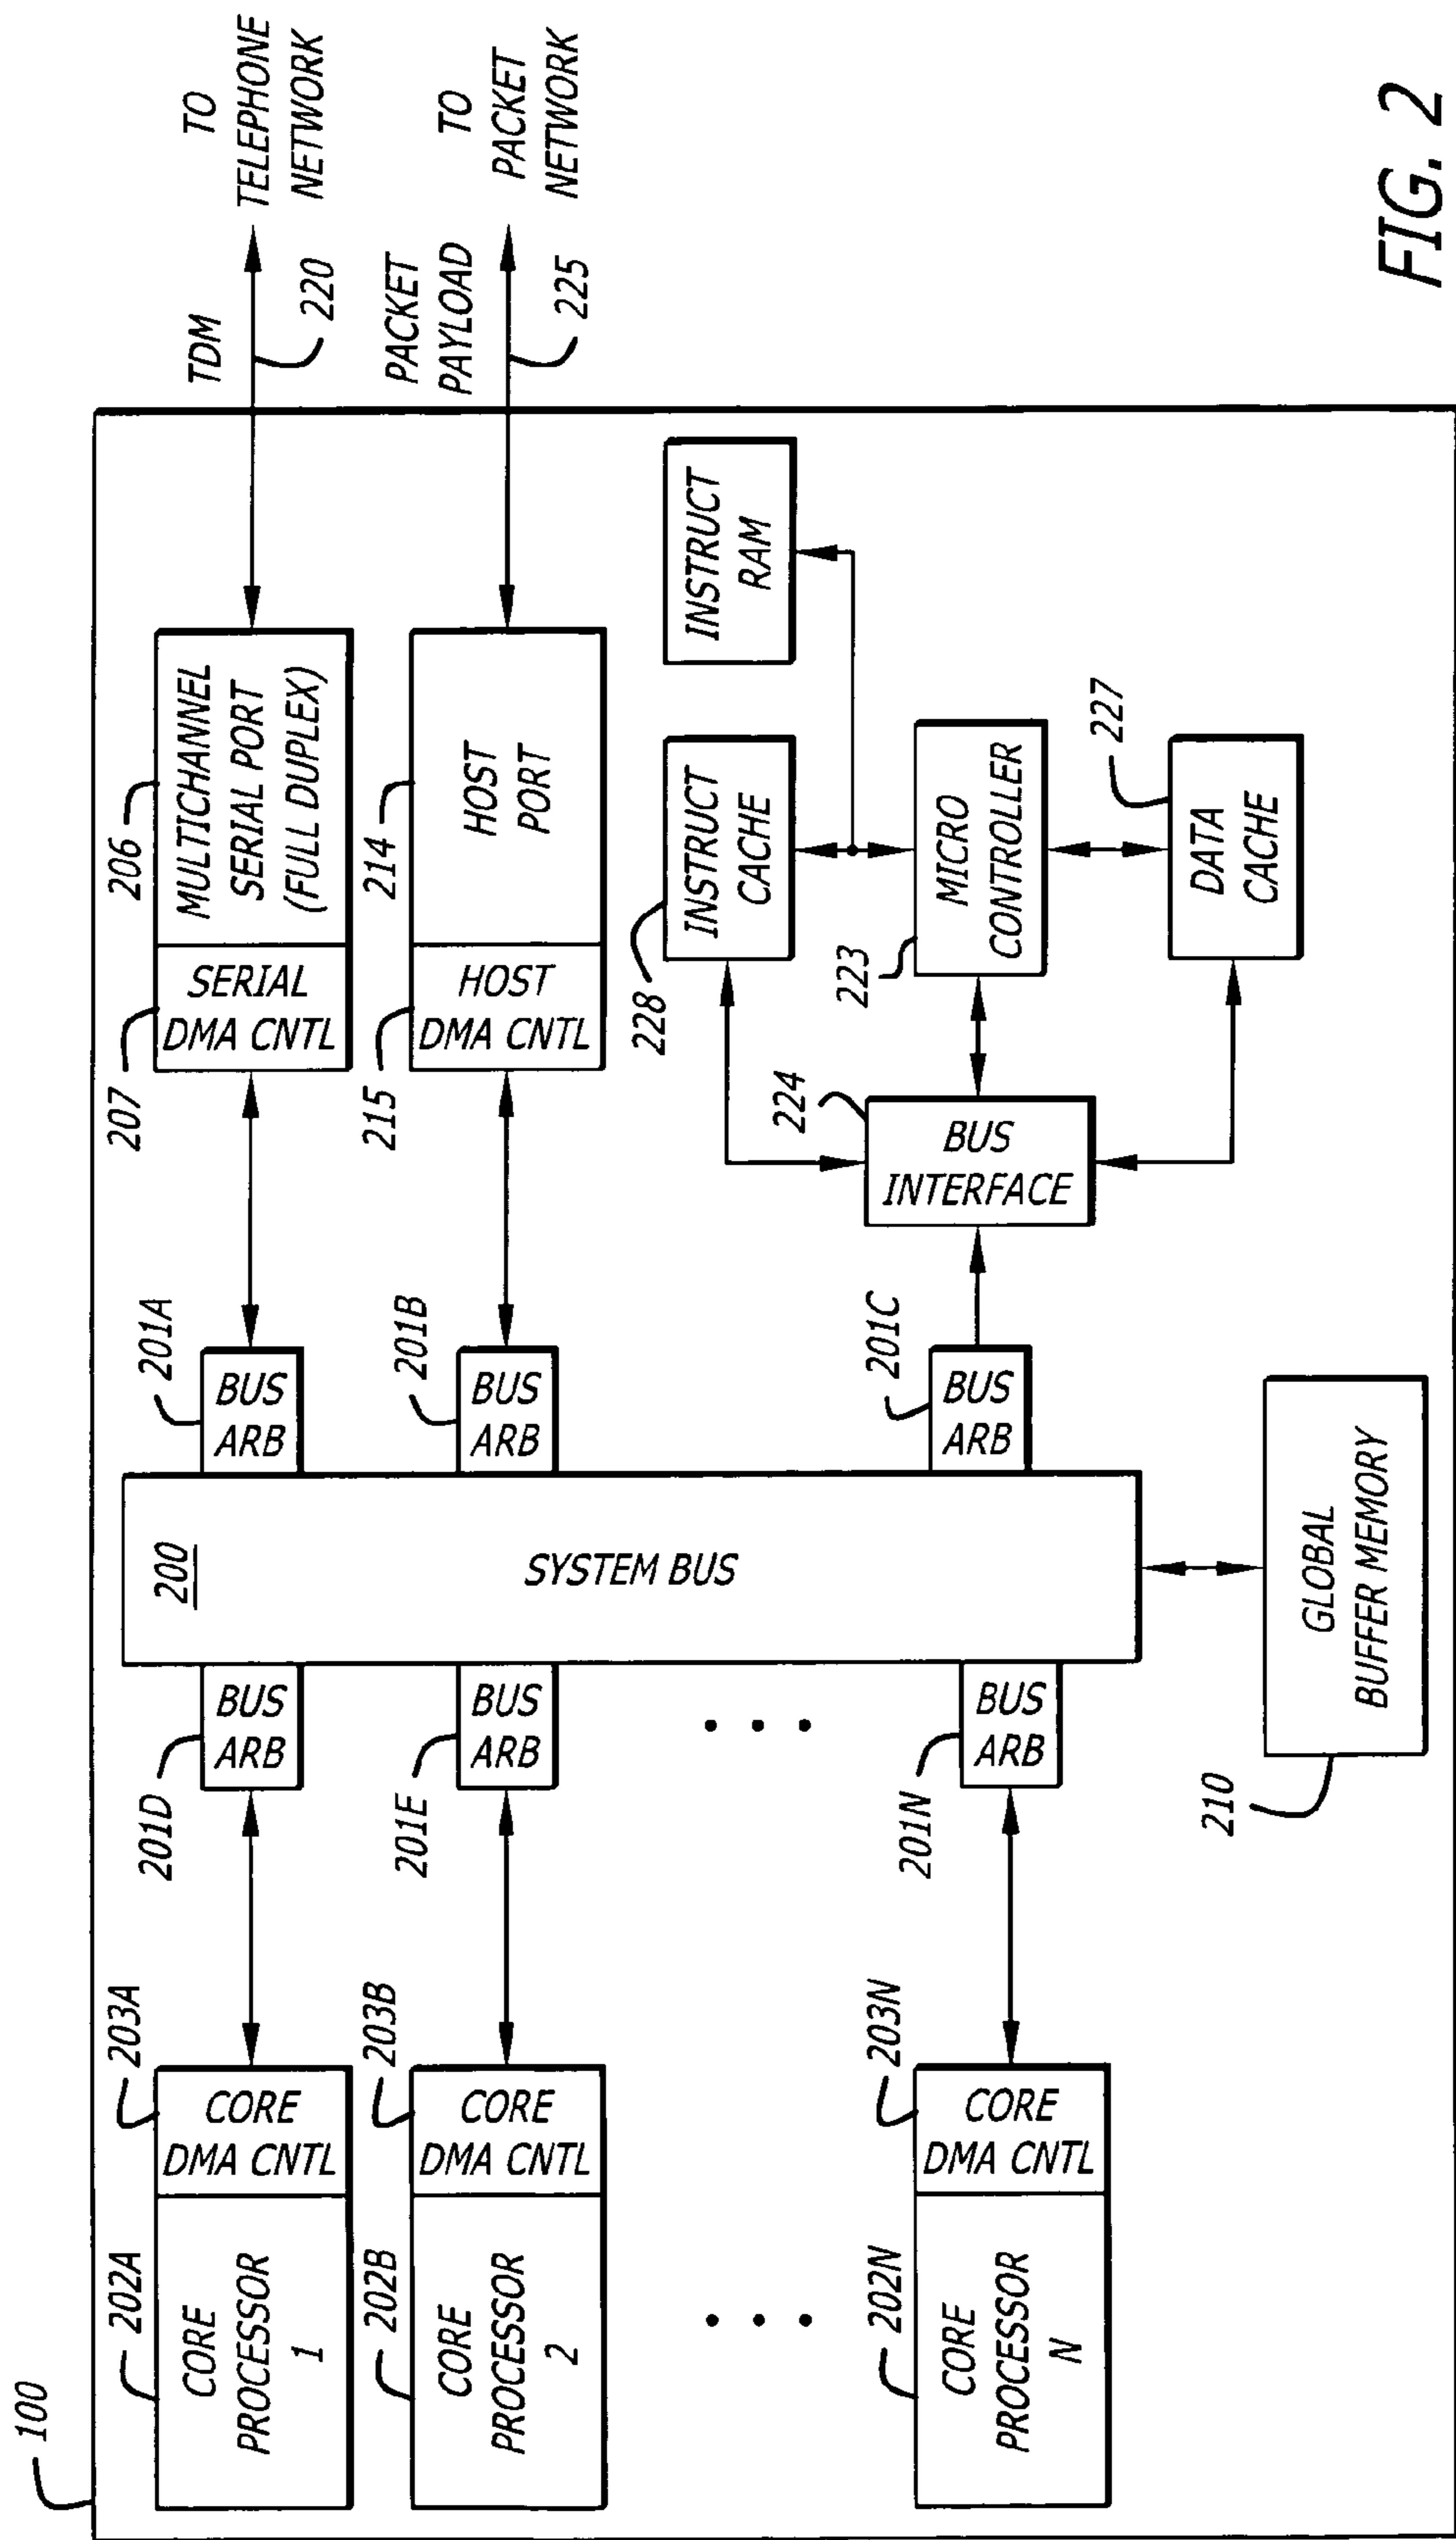 100
202A
203A
201D
201A
207
206
CORE
PROCESSOR
1
CORE
DMA CNTL
BUS
ARB
BUS
ARB
SERIAL
DMA CNTL
MULTICHANNEL
SERIAL PORT
(FULL DUPLEX)
TDM
220
TO
TELEPHONE
NETWORK
200
SYSTEM BUS
202B
203B
201E
201B
215
214
CORE
PROCESSOR
2
CORE
DMA CNTL
BUS
ARB
BUS
ARB
HOST
DMA CNTL
HOST
PORT
PACKET
PAYLOAD
225
TO
PACKET
NETWORK
228
INSTRUCT
CACHE
INSTRUCT
RAM
202N
203N
201N
201C
224
223
CORE
PROCESSOR
N
CORE
DMA CNTL
BUS
ARB
BUS
ARB
BUS
INTERFACE
MICRO
CONTROLLER
227
DATA
CACHE
210
GLOBAL
BUFFER MEMORY
FIG. 2